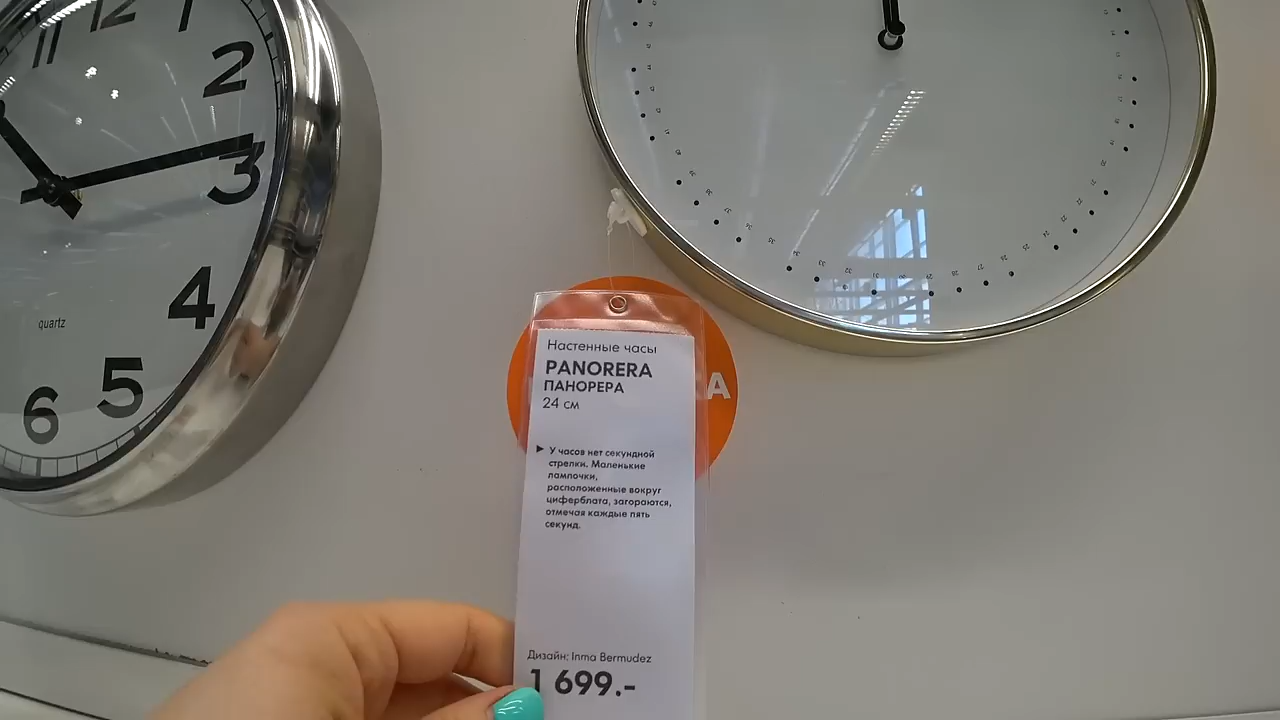 12
1
11
2
3
4
5
6
quartz
Настенные часы
PANORERA
ПАНОРЕРА
24 см
► У часов нет секундной
стрелки. Маленькие
лампочки,
расположенные вокруг
циферблата, загораются,
отмечая каждые пять
секунд.
А
Дизайн: Inma Bermudez
1 699.-